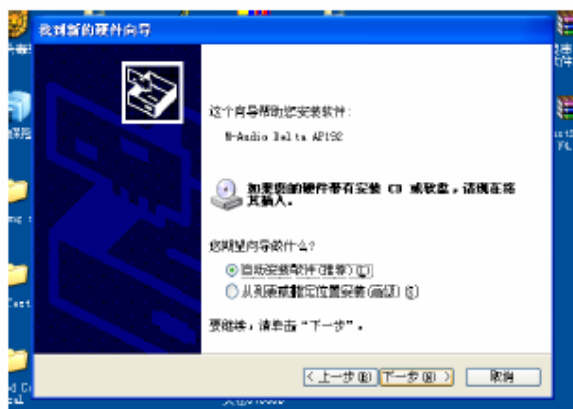 找到新的硬件向导
这个向导帮助您安装软件:
M-Audio Delta AP192
如果您的硬件带有安装 CD 或软盘，请现在将
其插入。
您期望向导做什么?
自动安装软件(推荐)(I)
从列表或指定位置安装(高级)(S)
要继续，请单击“下一步”。
< 上一步(B)
下一步(N) >
取消